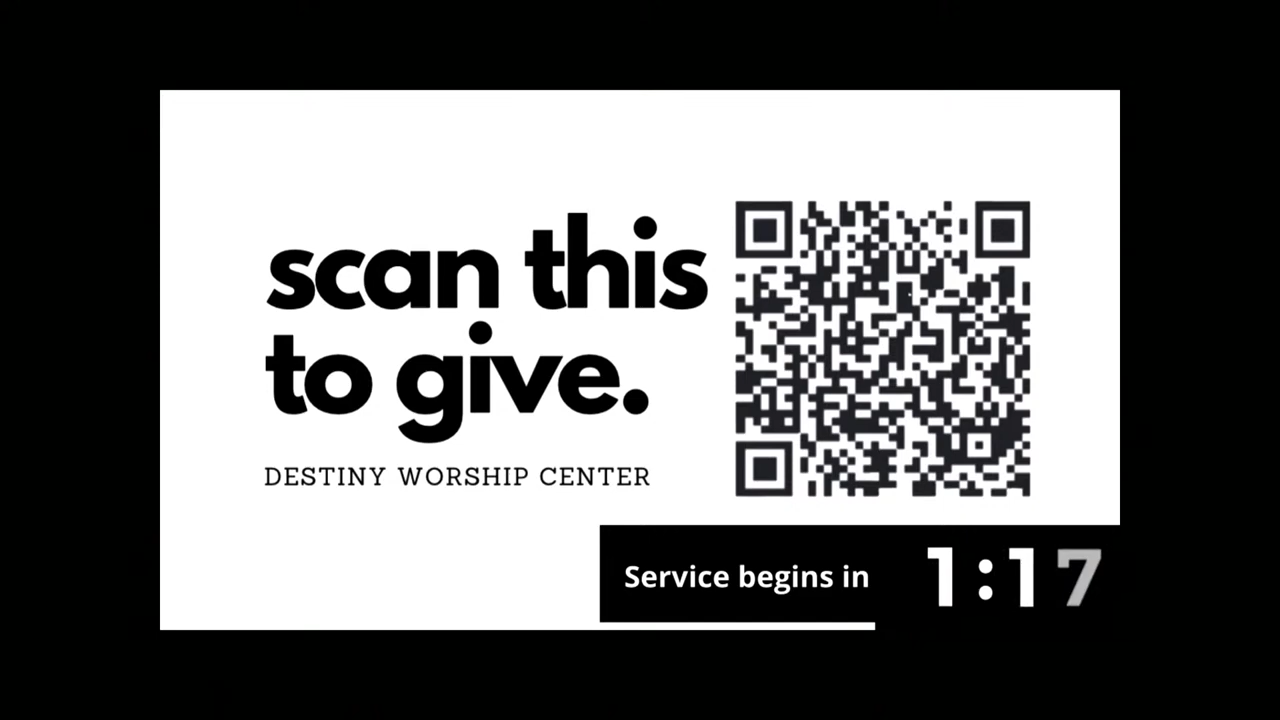 scan this
to give.
DESTINY WORSHIP CENTER
Service begins in 1:17